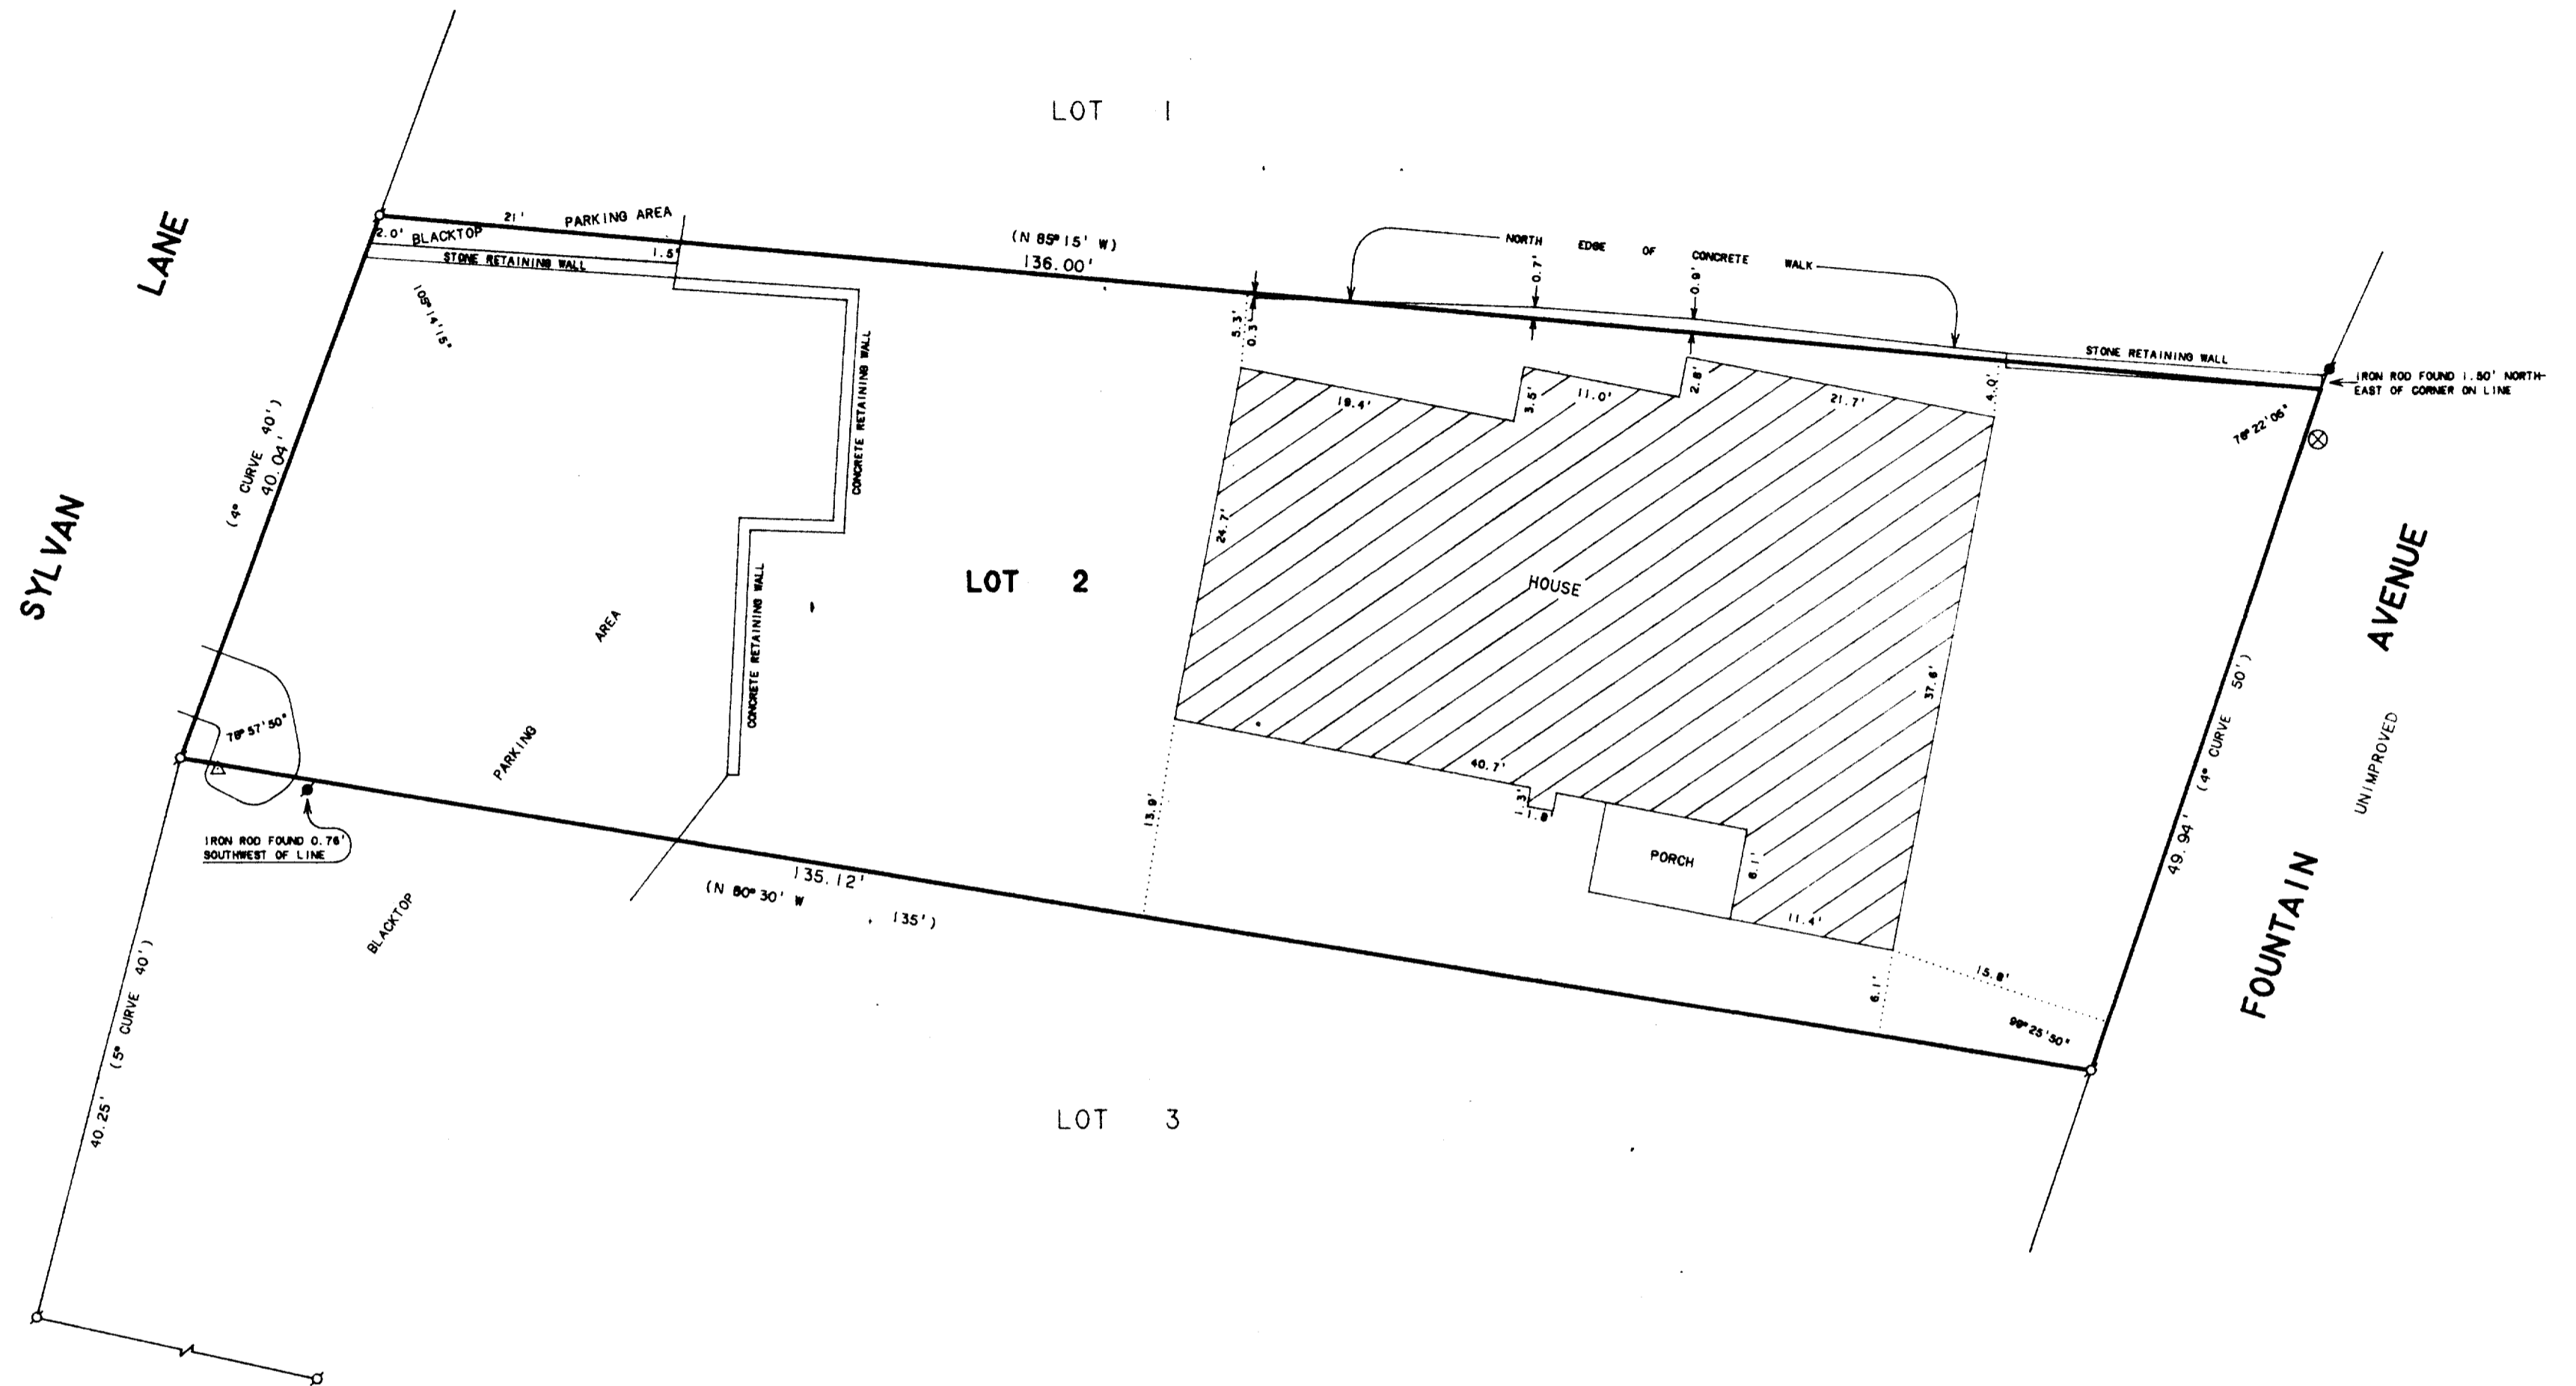 LOT 1
SYLVAN LANE
21' PARKING AREA
2.0' BLACKTOP
1.5'
STONE RETAINING WALL
(N 85° 15' W)
136.00'
NORTH EDGE OF CONCRETE WALK
0.7'
0.9'
5.3'
0.3'
STONE RETAINING WALL
IRON ROD FOUND 1.50' NORTH-
EAST OF CORNER ON LINE
105° 14' 15"
CONCRETE RETAINING WALL
19.4'
3.5'
11.0'
2.8'
21.7'
4.0'
76° 22' 05"
(4° CURVE 40')
40.04'
24.7'
LOT 2
HOUSE
CONCRETE RETAINING WALL
PARKING AREA
37.6'
FOUNTAIN AVENUE
UNIMPROVED
(4° CURVE 50')
49.94'
78° 57' 50"
IRON ROD FOUND 0.76'
SOUTHWEST OF LINE
BLACKTOP
13.9'
40.7'
1.8'
PORCH
6.1'
11.4'
135.12'
(N 80° 30' W , 135')
6.1'
15.8'
99° 25' 50"
(5° CURVE 40')
40.25'
LOT 3